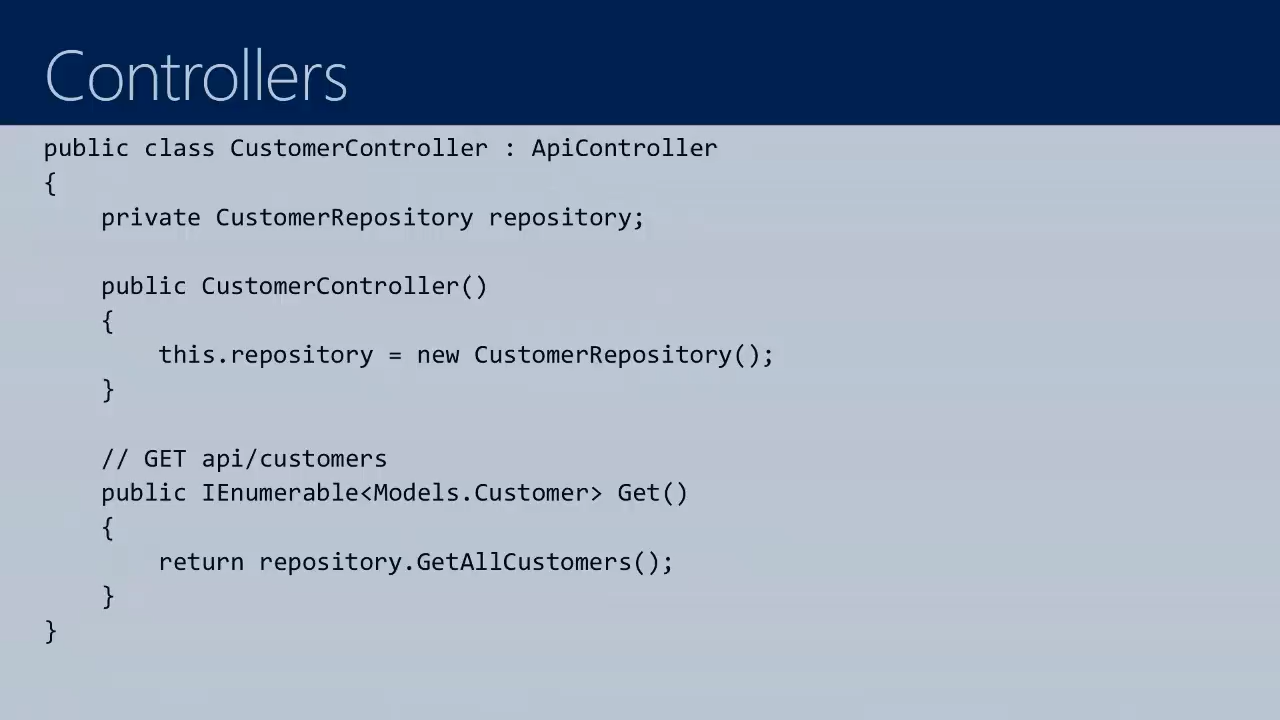 Controllers
public class CustomerController : ApiController
{
    private CustomerRepository repository;

    public CustomerController()
    {
        this.repository = new CustomerRepository();
    }

    // GET api/customers
    public IEnumerable<Models.Customer> Get()
    {
        return repository.GetAllCustomers();
    }
}